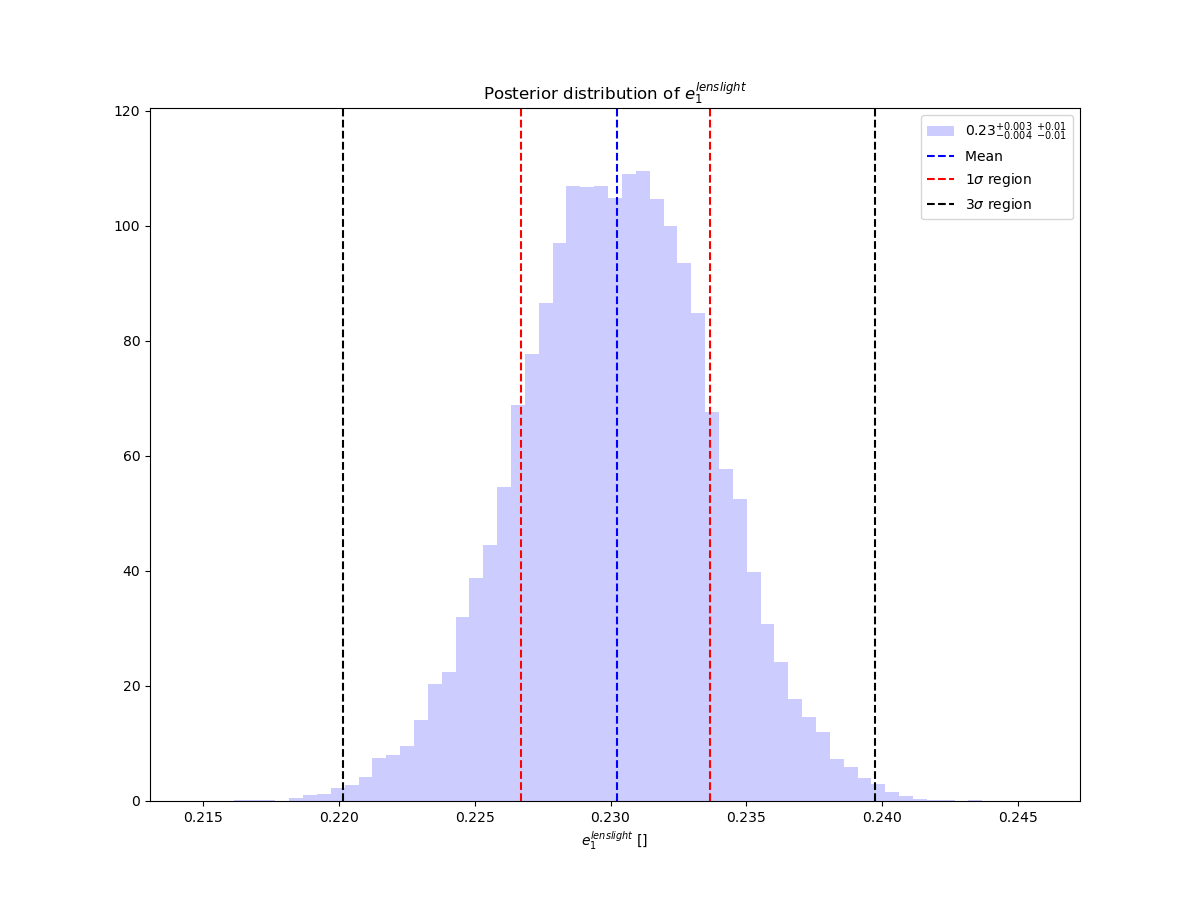 Posterior distribution of $e_1^{lenslight}$
120
100
80
60
40
20
0
$0.23^{+0.003}_{-0.004}$ $^{+0.01}_{-0.01}$
Mean
1σ region
3σ region
0.215 0.220 0.225 0.230 0.235 0.240 0.245
$e_1^{lenslight}$ []